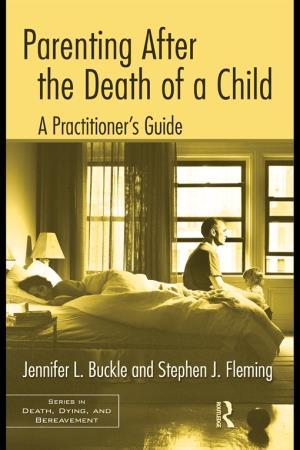 Parenting After
the Death of a Child
A Practitioner's Guide
Jennifer L. Buckle and Stephen J. Fleming
Series in
Death, Dying, and
Bereavement
R
ROUTLEDGE